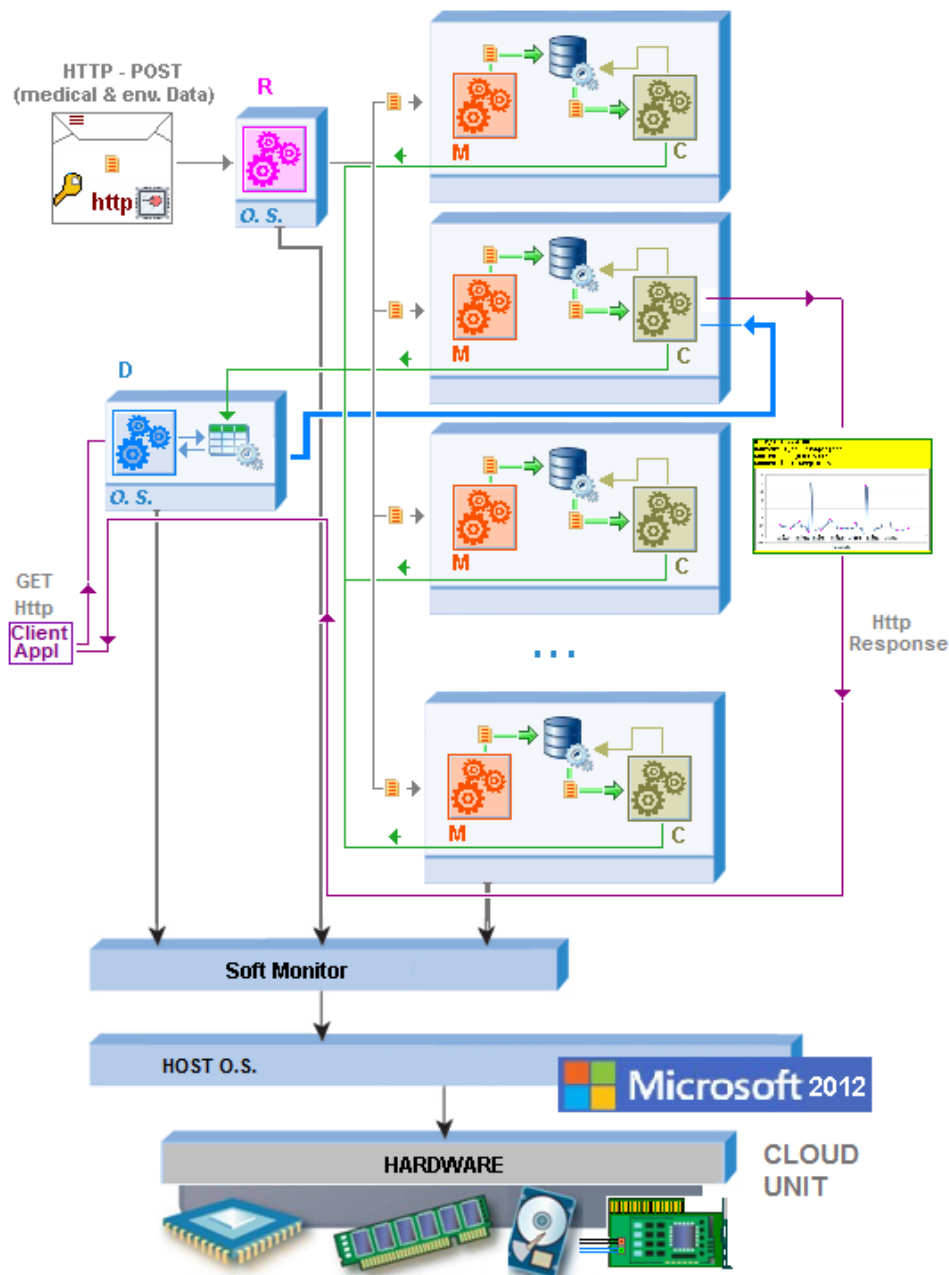 HTTP - POST
(medical & env. Data)
http
R
O. S.
M
C
M
C
D
O. S.
M
C
GET
Http
Client
Appl
Http
Response
...
M
C
Soft Monitor
HOST O.S.
Microsoft 2012
HARDWARE
CLOUD
UNIT